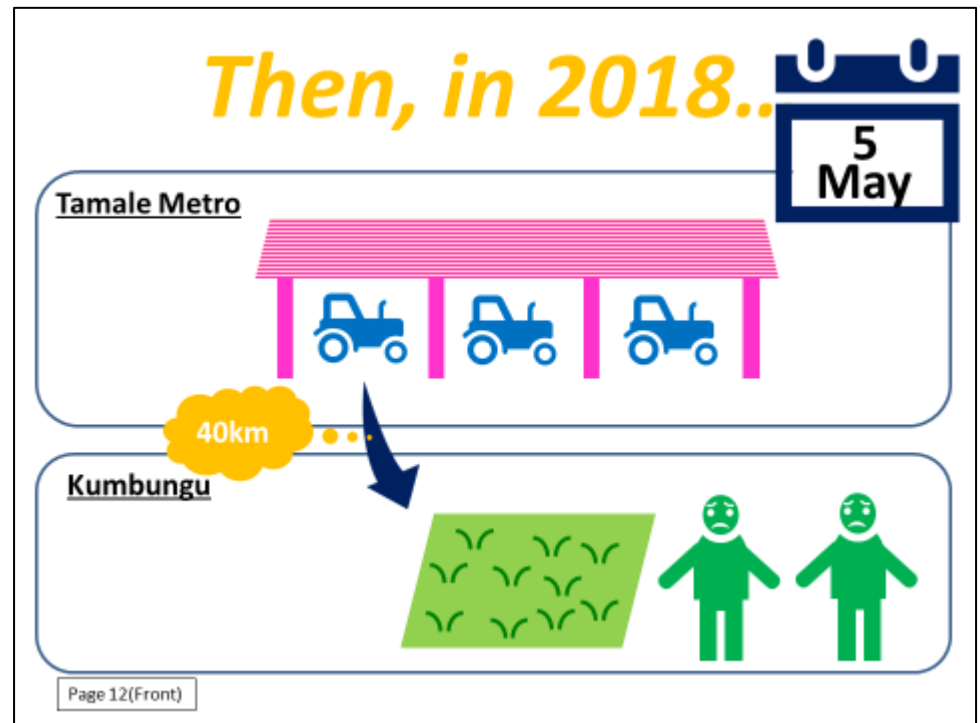 Then, in 2018...
5
May
Tamale Metro
40km
Kumbungu
Page 12(Front)